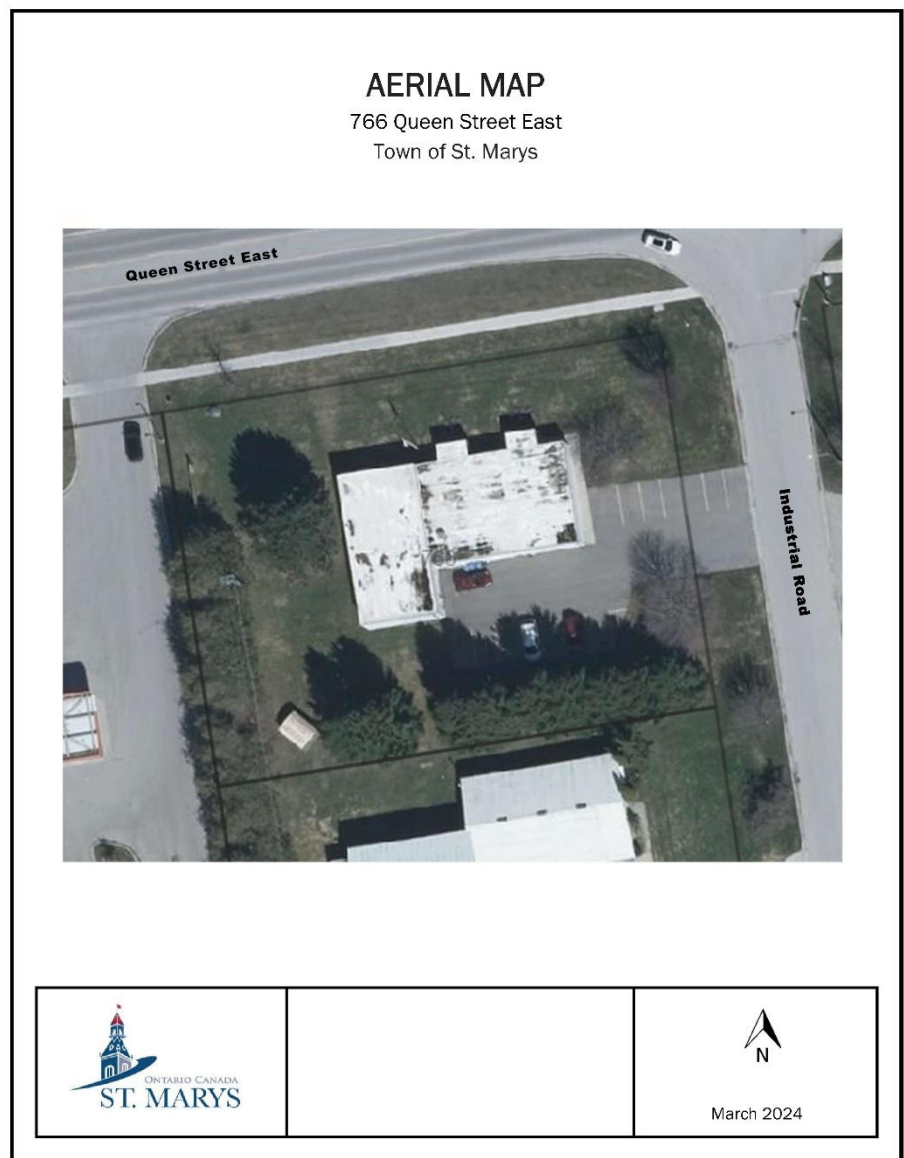 AERIAL MAP
766 Queen Street East
Town of St. Marys
Queen Street East
Industrial Road
ONTARIO CANADA
ST. MARYS
N
March 2024